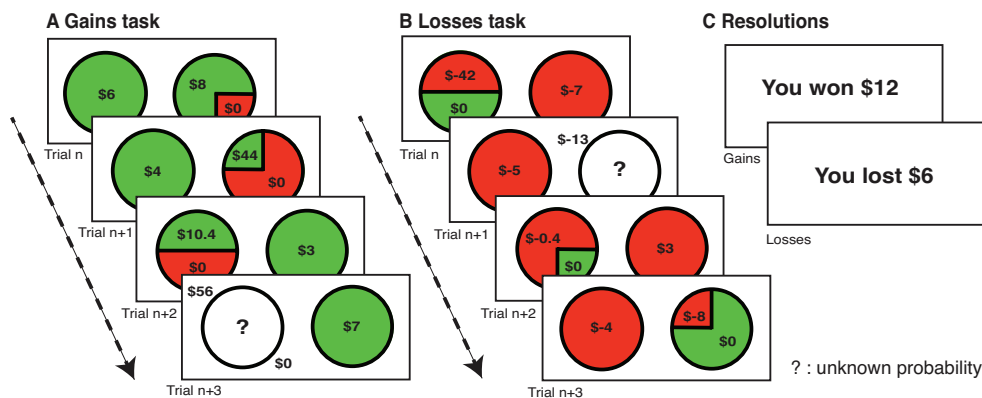 A Gains task
$6
$8
$0
Trial n
$4
$44
$0
Trial n+1
$10.4
$0
$3
Trial n+2
$56
?
$0
$7
Trial n+3
B Losses task
$-42
$0
$-7
Trial n
$-5
$-13
?
Trial n+1
$-0.4
$0
$3
Trial n+2
$-4
$-8
$0
Trial n+3
C Resolutions
You won $12
Gains
You lost $6
Losses
? : unknown probability